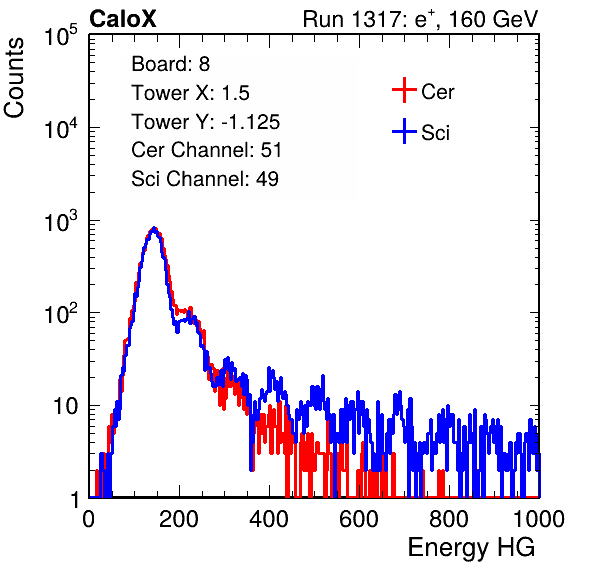 CaloX Run 1317: e⁺, 160 GeV
Counts
Board: 8
Tower X: 1.5
Tower Y: -1.125
Cer Channel: 51
Sci Channel: 49
Cer
Sci
10⁵
10⁴
10³
10²
10
1
0 200 400 600 800 1000
Energy HG